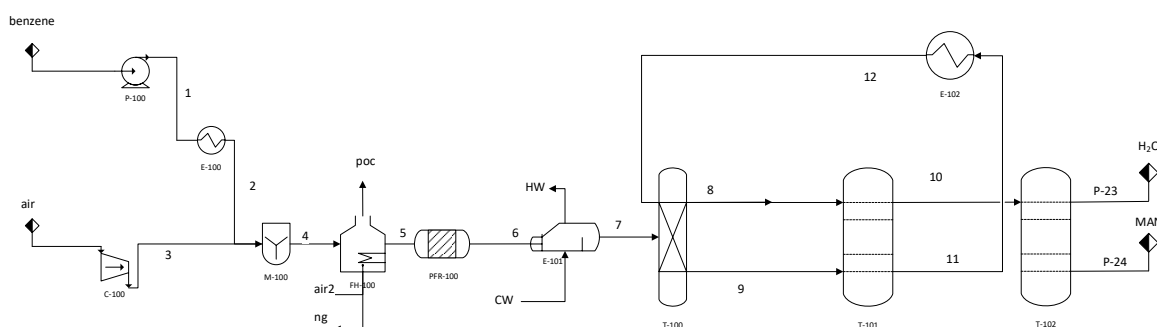 benzene
P-100
1
E-100
2
air
C-100
3
M-100
4
poc
FH-100
air2
ng
5
PFR-100
6
HW
E-101
CW
7
T-100
8
9
12
E-102
T-101
10
11
T-102
H₂O
P-23
MAN
P-24